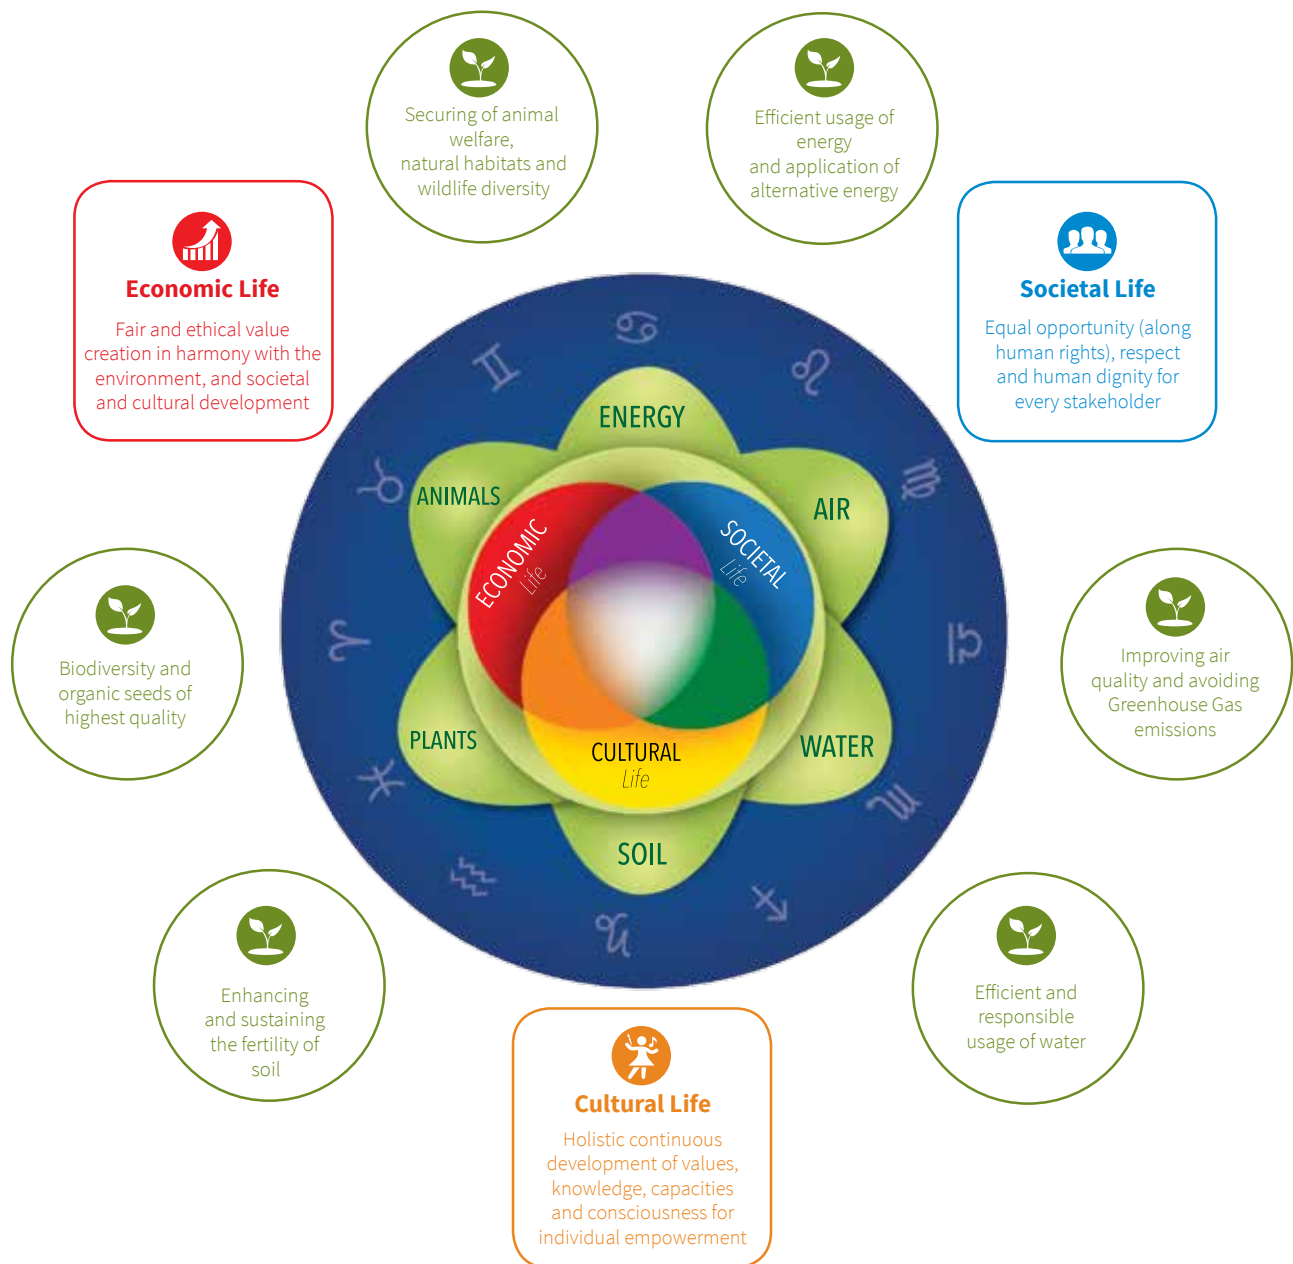 Securing of animal
welfare,
natural habitats and
wildlife diversity
Efficient usage of
energy
and application of
alternative energy
Economic Life
Fair and ethical value
creation in harmony with the
environment, and societal
and cultural development
Societal Life
Equal opportunity (along
human rights), respect
and human dignity for
every stakeholder
♋
♊
♌
ENERGY
♉
ANIMALS
AIR
♍
ECONOMIC
Life
SOCIETAL
Life
♈
♎
Biodiversity and
organic seeds of
highest quality
Improving air
quality and avoiding
Greenhouse Gas
emissions
PLANTS
CULTURAL
Life
WATER
♓
♏
SOIL
♒
♐
♑
Enhancing
and sustaining
the fertility of
soil
Efficient and
responsible
usage of water
Cultural Life
Holistic continuous
development of values,
knowledge, capacities
and consciousness for
individual empowerment